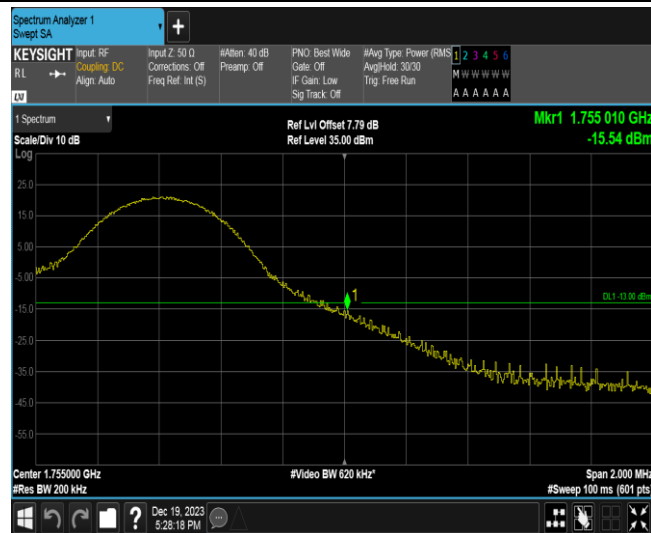 Spectrum Analyzer 1
Swept SA
+
KEYSIGHT
RL
LXI
Input: RF
Coupling: DC
Align: Auto
Input Z: 50 Ω
Corrections: Off
Freq Ref: Int (S)
#Atten: 40 dB
Preamp: Off
PNO: Best Wide
Gate: Off
IF Gain: Low
Sig Track: Off
#Avg Type: Power (RMS
Avg|Hold: 30/30
Trig: Free Run
1 2 3 4 5 6
M W W W W W
A A A A A A
1 Spectrum
Scale/Div 10 dB
Log
Ref Lvl Offset 7.79 dB
Ref Level 35.00 dBm
Mkr1 1.755 010 GHz
-15.54 dBm
25.0
15.0
5.00
-5.00
-15.0
-25.0
-35.0
-45.0
-55.0
1
DL1 -13.00 dBm
Center 1.755000 GHz
#Res BW 200 kHz
#Video BW 620 kHz*
Span 2.000 MHz
#Sweep 100 ms (601 pts)
?
Dec 19, 2023
5:28:18 PM